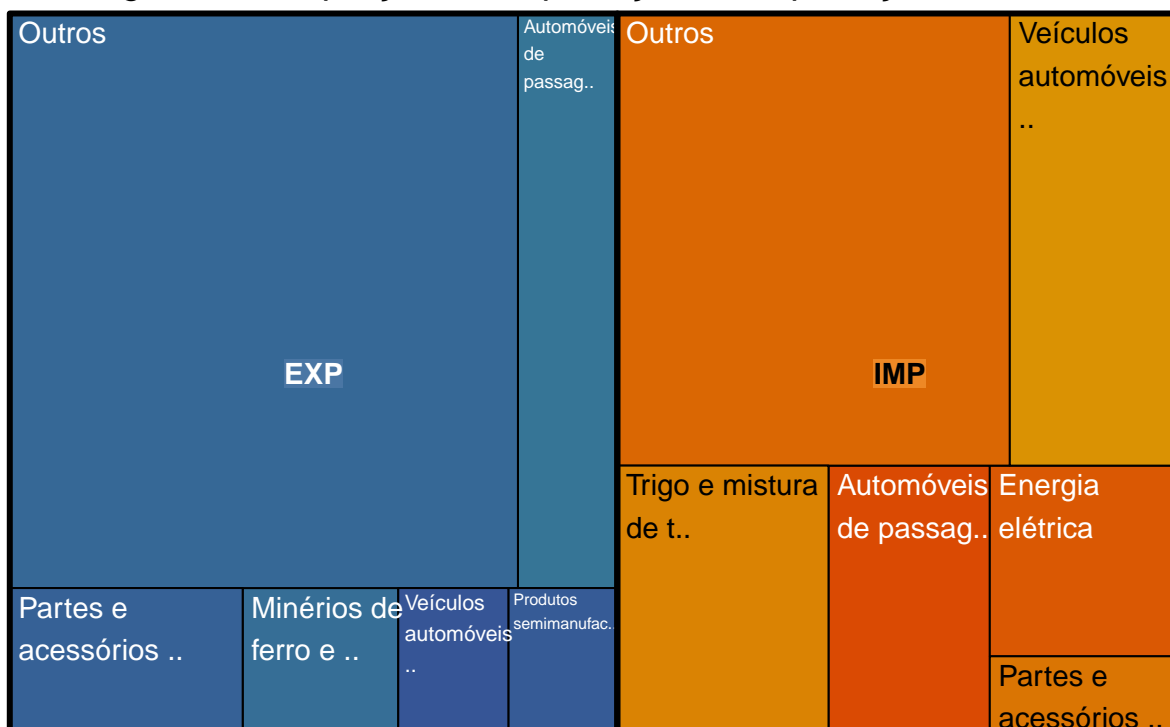 Outros
Automóveis
de
passag..
EXP
Partes e
acessórios ..
Minérios de
ferro e ..
Veículos
automóveis
..
Produtos
semimanufac..
Outros
Veículos
automóveis
..
IMP
Trigo e mistura
de t..
Automóveis
de passag..
Energia
elétrica
Partes e
acessórios ..